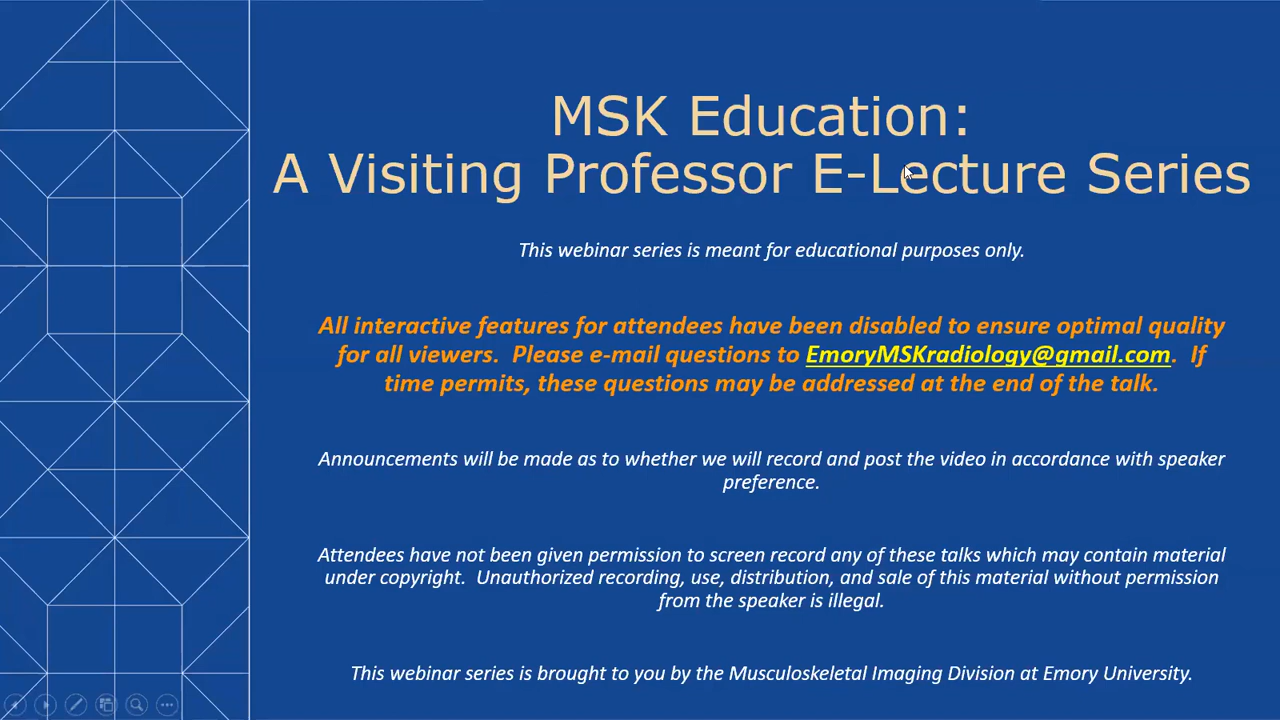 MSK Education:
A Visiting Professor E-Lecture Series
This webinar series is meant for educational purposes only.
All interactive features for attendees have been disabled to ensure optimal quality
for all viewers.  Please e-mail questions to EmoryMSKradiology@gmail.com.  If
time permits, these questions may be addressed at the end of the talk.
Announcements will be made as to whether we will record and post the video in accordance with speaker
preference.
Attendees have not been given permission to screen record any of these talks which may contain material
under copyright.  Unauthorized recording, use, distribution, and sale of this material without permission
from the speaker is illegal.
This webinar series is brought to you by the Musculoskeletal Imaging Division at Emory University.